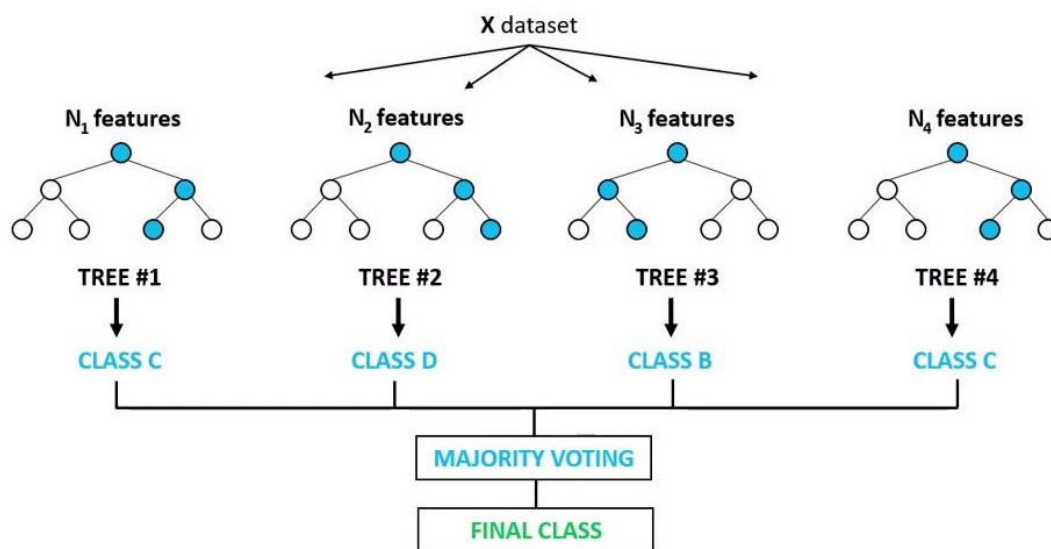 X dataset
N₁ features
N₂ features
N₃ features
N₄ features
TREE #1
TREE #2
TREE #3
TREE #4
CLASS C
CLASS D
CLASS B
CLASS C
MAJORITY VOTING
FINAL CLASS